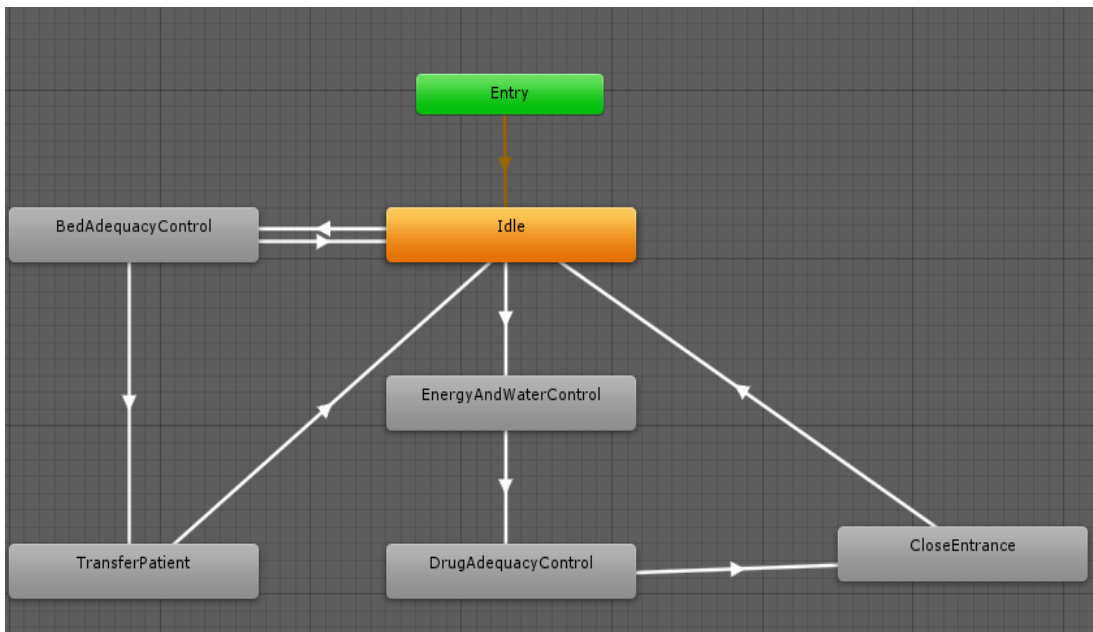 Entry
BedAdequacyControl
Idle
EnergyAndWaterControl
TransferPatient
DrugAdequacyControl
CloseEntrance